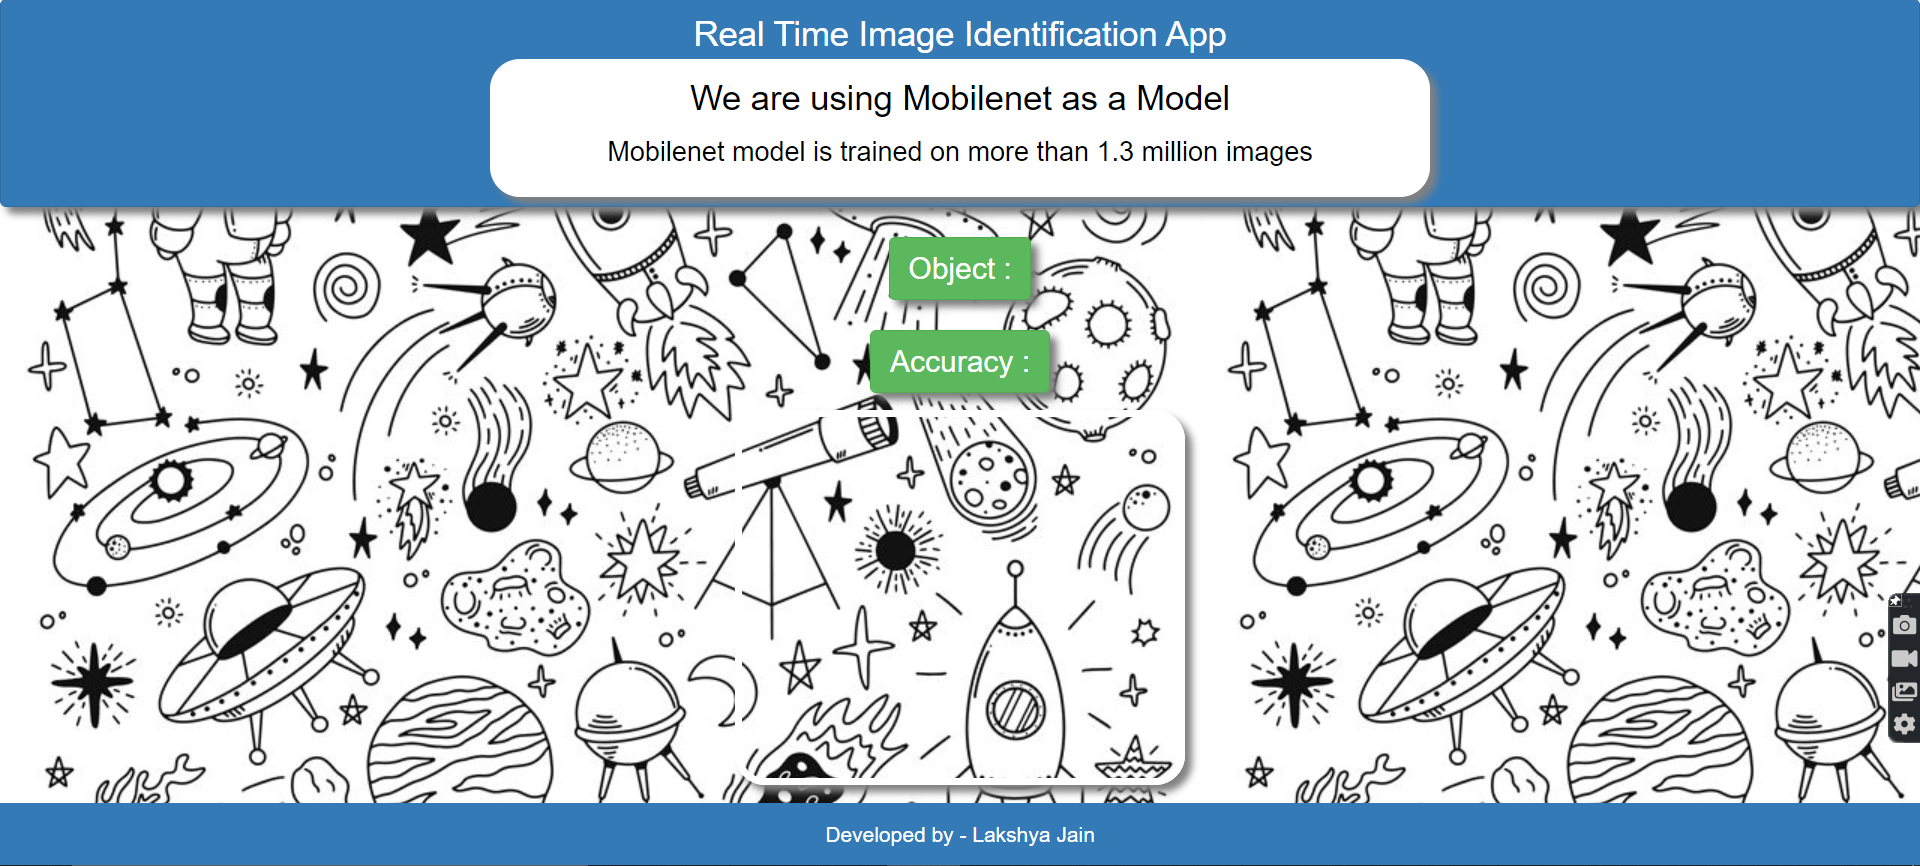 Real Time Image Identification App
We are using Mobilenet as a Model
Mobilenet model is trained on more than 1.3 million images
Object :
Accuracy :
Developed by - Lakshya Jain